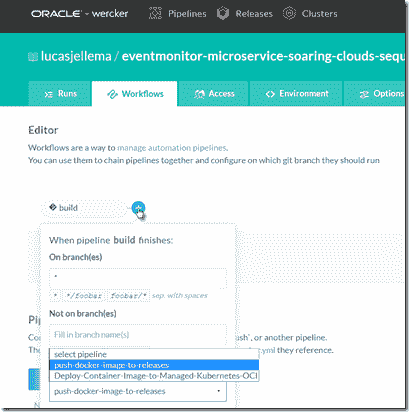 ORACLE wercker Pipelines Releases Clusters
lucasjellema / eventmonitor-microservice-soaring-clouds-sequ
Runs Workflows Access Environment Options
Editor
Workflows are a way to manage automation pipelines.
You can use them to chain pipelines together and configure on which git branch they should run
build
When pipeline build finishes:
On branch(es)
*
* */foobar foobar/* sep. with spaces
Not on branch(es)
Fill in branch name(s)
Pip
select pipeline
Co
push', or another pipeline.
push-docker-image-to-releases
yml they reference.
Deploy-Container-Image-to-Managed-Kubernetes-OCI
push-docker-image-to-releases